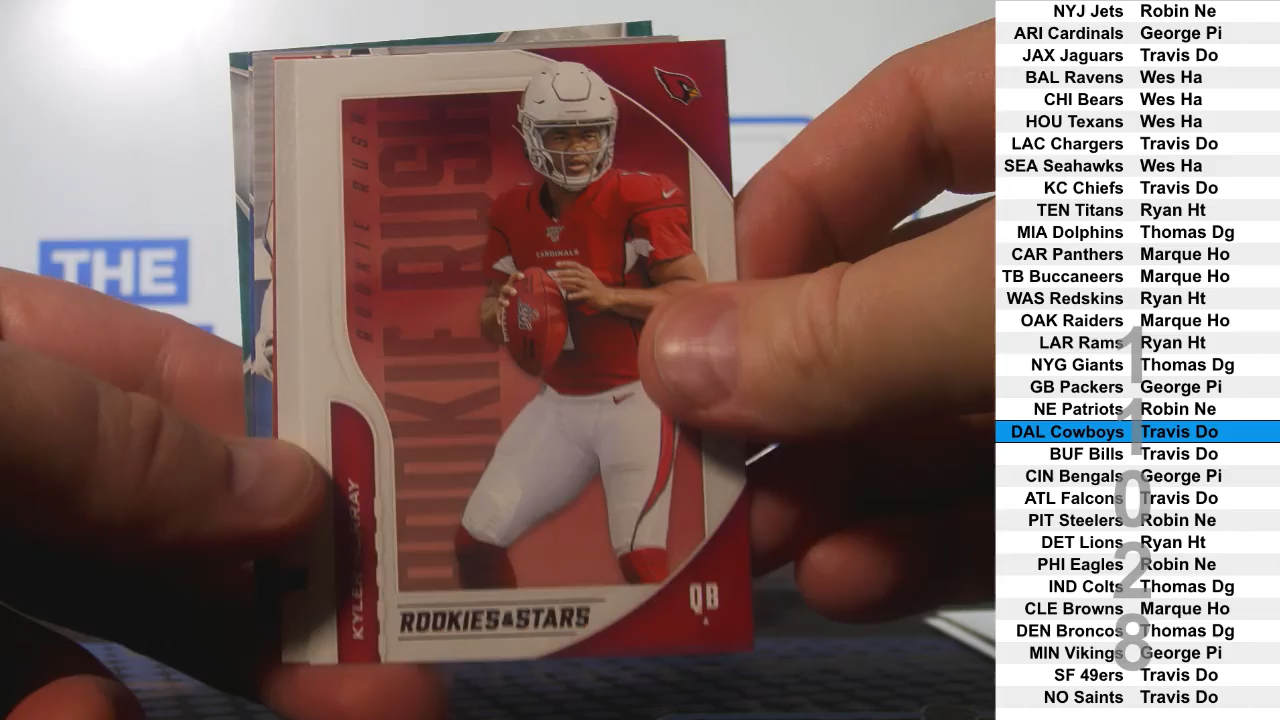 THE
ROOKIE RUSH
ROOKIE RUSH
CARDINALS
ROOKIES&STARS
QB
NYJ Jets Robin Ne
ARI Cardinals George Pi
JAX Jaguars Travis Do
BAL Ravens Wes Ha
CHI Bears Wes Ha
HOU Texans Wes Ha
LAC Chargers Travis Do
SEA Seahawks Wes Ha
KC Chiefs Travis Do
TEN Titans Ryan Ht
MIA Dolphins Thomas Dg
CAR Panthers Marque Ho
TB Buccaneers Marque Ho
WAS Redskins Ryan Ht
OAK Raiders Marque Ho
LAR Rams Ryan Ht
NYG Giants Thomas Dg
GB Packers George Pi
NE Patriots Robin Ne
DAL Cowboys Travis Do
BUF Bills Travis Do
CIN Bengals George Pi
ATL Falcons Travis Do
PIT Steelers Robin Ne
DET Lions Ryan Ht
PHI Eagles Robin Ne
IND Colts Thomas Dg
CLE Browns Marque Ho
DEN Broncos Thomas Dg
MIN Vikings George Pi
SF 49ers Travis Do
NO Saints Travis Do
11028